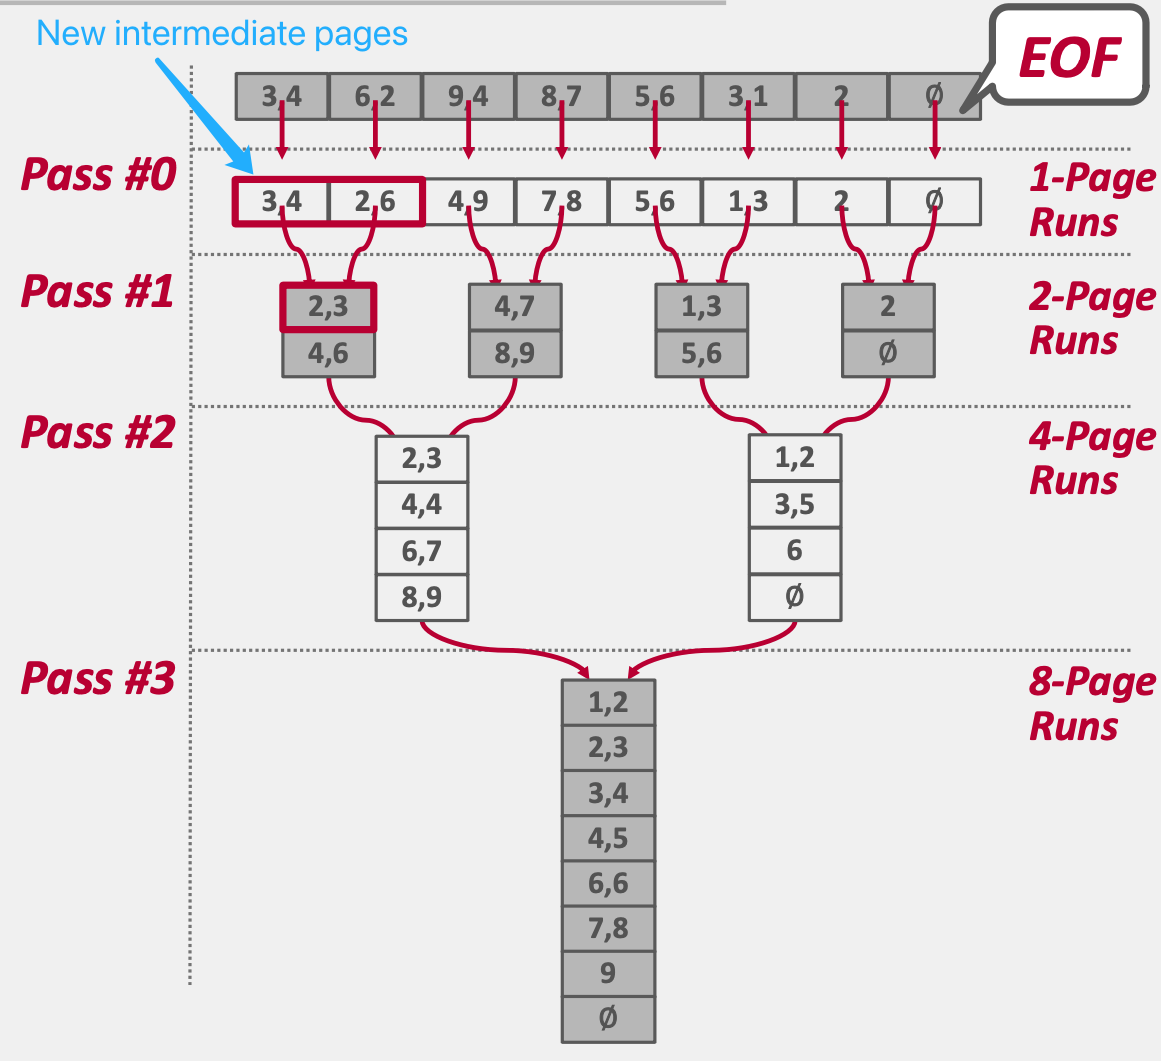 New intermediate pages
EOF
3,4 6,2 9,4 8,7 5,6 3,1 2 Ø
Pass #0
1-Page
Runs
3,4 2,6 4,9 7,8 5,6 1,3 2 Ø
Pass #1
2-Page
Runs
2,3 4,7 1,3 2
4,6 8,9 5,6 Ø
Pass #2
4-Page
Runs
2,3 1,2
4,4 3,5
6,7 6
8,9 Ø
Pass #3
8-Page
Runs
1,2
2,3
3,4
4,5
6,6
7,8
9
Ø